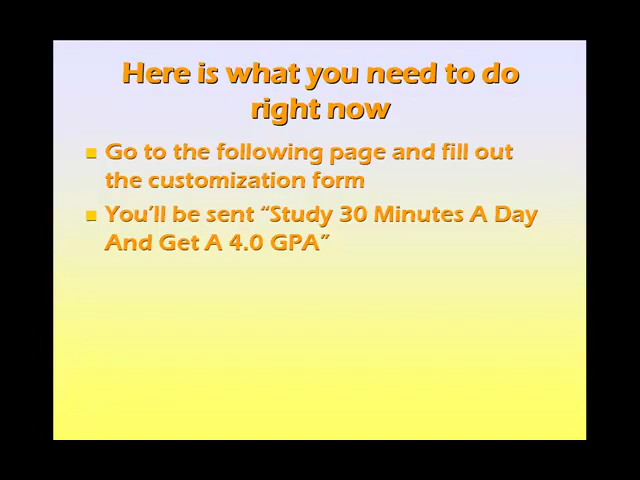 Here is what you need to do
right now
Go to the following page and fill out
the customization form
You'll be sent “Study 30 Minutes A Day
And Get A 4.0 GPA”